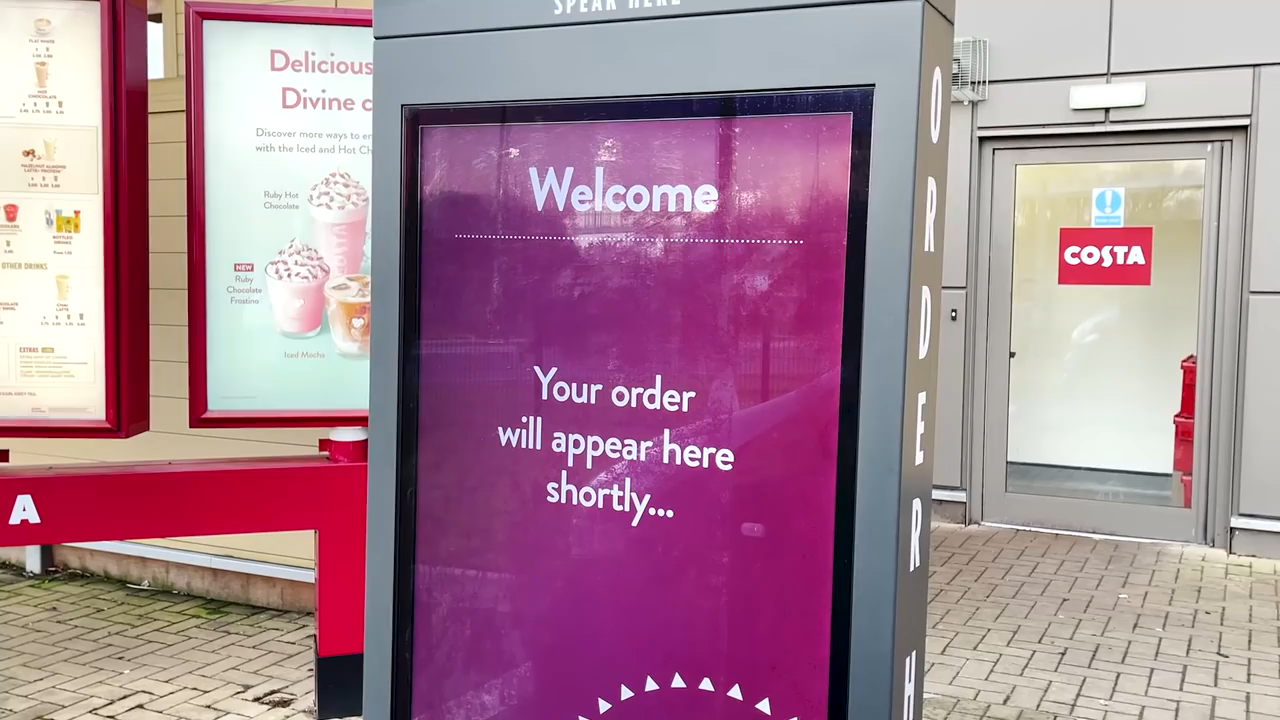 SPEAK HERE
Welcome
Your order
will appear here
shortly...
ORDER H
COSTA
Delicious
Divine c
Discover more ways to en
with the Iced and Hot Ch
Ruby Hot
Chocolate
NEW
Ruby
Chocolate
Frostino
Iced Mocha
FLAT WHITE
HOT
CHOCOLATE
HAZELNUT ALMOND
BOTTLED
DRINKS
OTHER DRINKS
CHAI
LATTE
EXTRAS
A